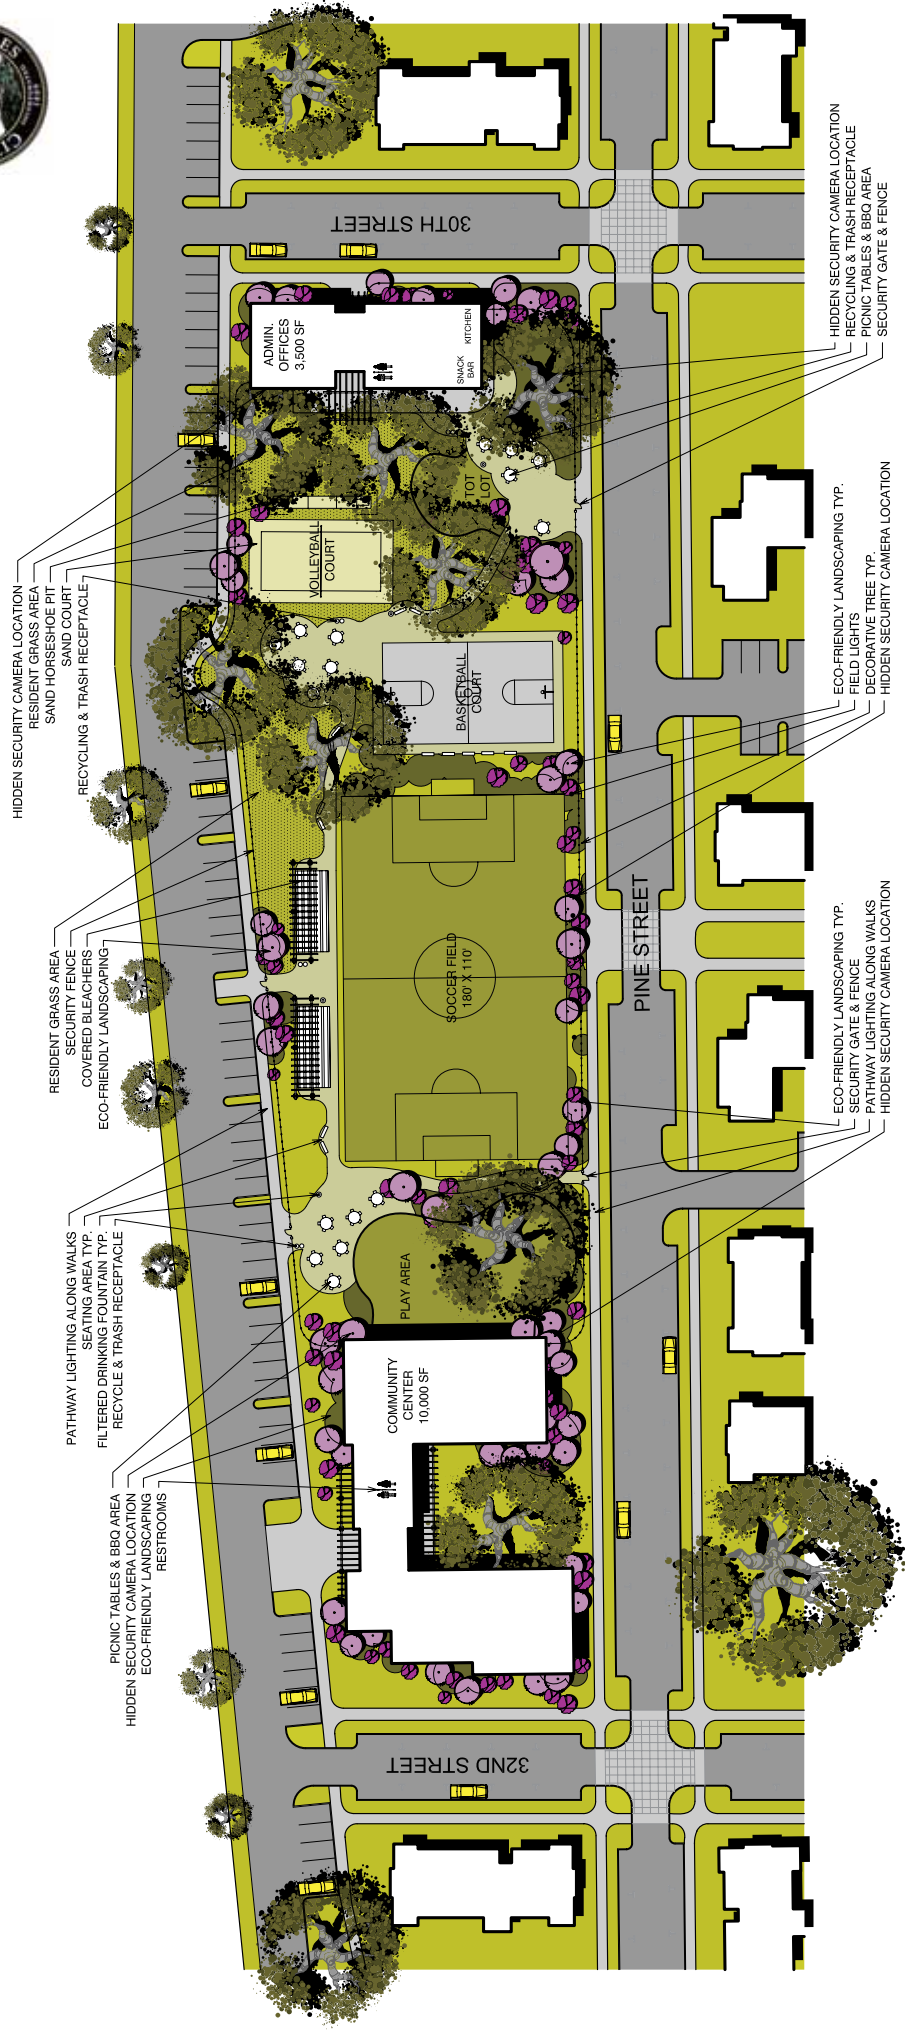 ES
CI
30TH STREET
ADMIN.
OFFICES
3,500 SF
SNACK
BAR
KITCHEN
HIDDEN SECURITY CAMERA LOCATION
RECYCLING & TRASH RECEPTACLE
PICNIC TABLES & BBQ AREA
SECURITY GATE & FENCE
TOT
LOT
VOLLEYBALL
COURT
HIDDEN SECURITY CAMERA LOCATION
RESIDENT GRASS AREA
SAND HORSESHOE PIT
SAND COURT
RECYCLING & TRASH RECEPTACLE
BASKETBALL
COURT
ECO-FRIENDLY LANDSCAPING TYP.
FIELD LIGHTS
DECORATIVE TREE TYP.
HIDDEN SECURITY CAMERA LOCATION
RESIDENT GRASS AREA
SECURITY FENCE
COVERED BLEACHERS
ECO-FRIENDLY LANDSCAPING
SOCCER FIELD
180' X 110'
PINE STREET
ECO-FRIENDLY LANDSCAPING TYP.
SECURITY GATE & FENCE
PATHWAY LIGHTING ALONG WALKS
HIDDEN SECURITY CAMERA LOCATION
PATHWAY LIGHTING ALONG WALKS
SEATING AREA TYP.
FILTERED DRINKING FOUNTAIN TYP.
RECYCLE & TRASH RECEPTACLE
PLAY AREA
COMMUNITY
CENTER
10,000 SF
PICNIC TABLES & BBQ AREA
HIDDEN SECURITY CAMERA LOCATION
ECO-FRIENDLY LANDSCAPING
RESTROOMS
32ND STREET